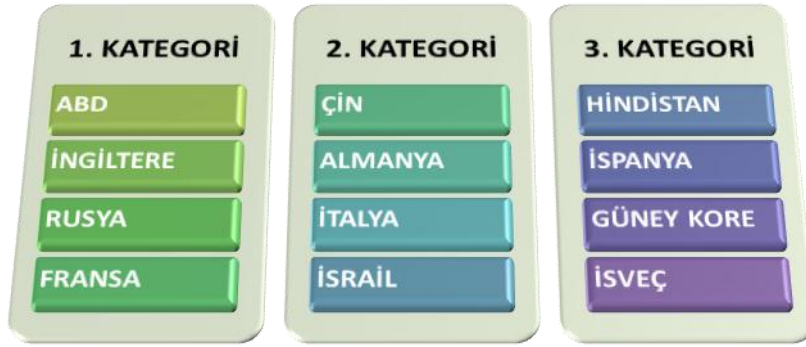 1. KATEGORİ
ABD
İNGİLTERE
RUSYA
FRANSA
2. KATEGORİ
ÇİN
ALMANYA
İTALYA
İSRAİL
3. KATEGORİ
HİNDİSTAN
İSPANYA
GÜNEY KORE
İSVEÇ